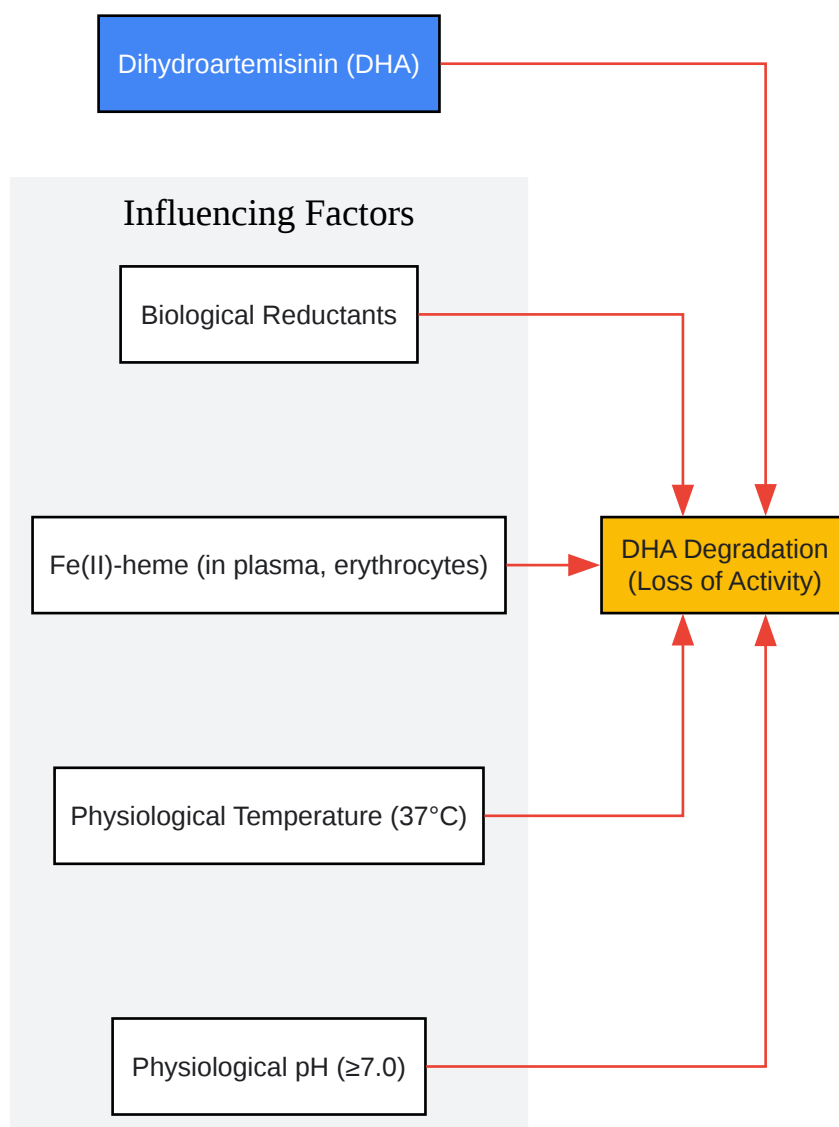 Dihydroartemisinin (DHA)
Influencing Factors
Biological Reductants
Fe(II)-heme (in plasma, erythrocytes)
DHA Degradation
(Loss of Activity)
Physiological Temperature (37°C)
Physiological pH (≥7.0)